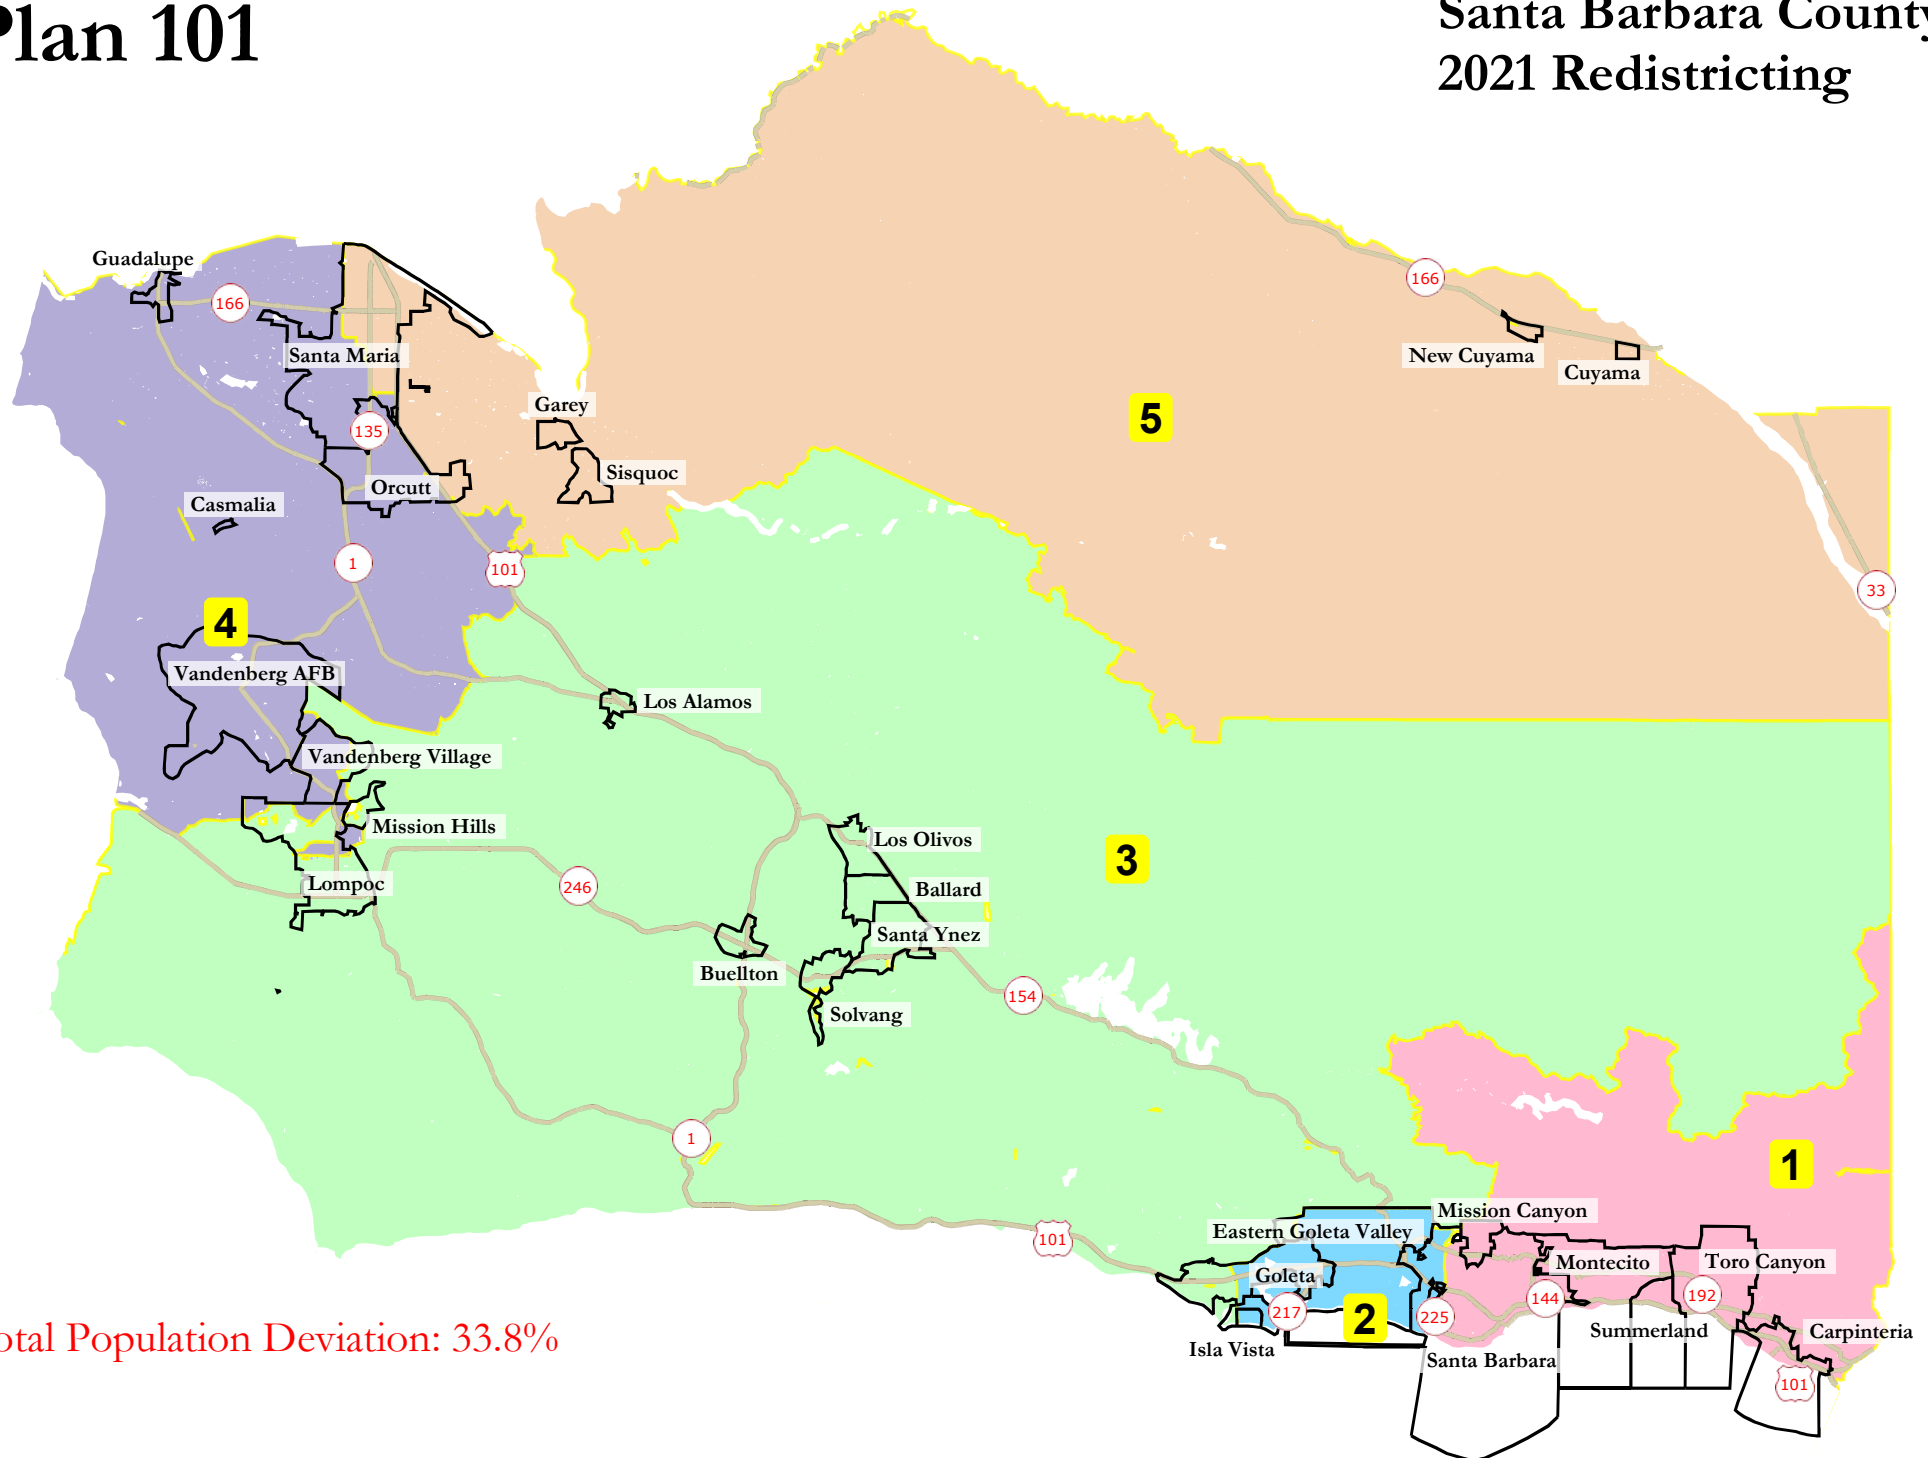 Plan 101
Santa Barbara County
2021 Redistricting
Guadalupe
166
Santa Maria
135
Garey
Sisquoc
Orcutt
Casmalia
1
101
4
Vandenberg AFB
Vandenberg Village
Mission Hills
Lompoc
246
Los Alamos
Los Olivos
Ballard
Santa Ynez
Buellton
Solvang
154
3
5
166
New Cuyama
Cuyama
33
1
1
101
Mission Canyon
Eastern Goleta Valley
Goleta
217
2
225
Isla Vista
Santa Barbara
144
Montecito
Toro Canyon
192
Summerland
Carpinteria
101
otal Population Deviation: 33.8%